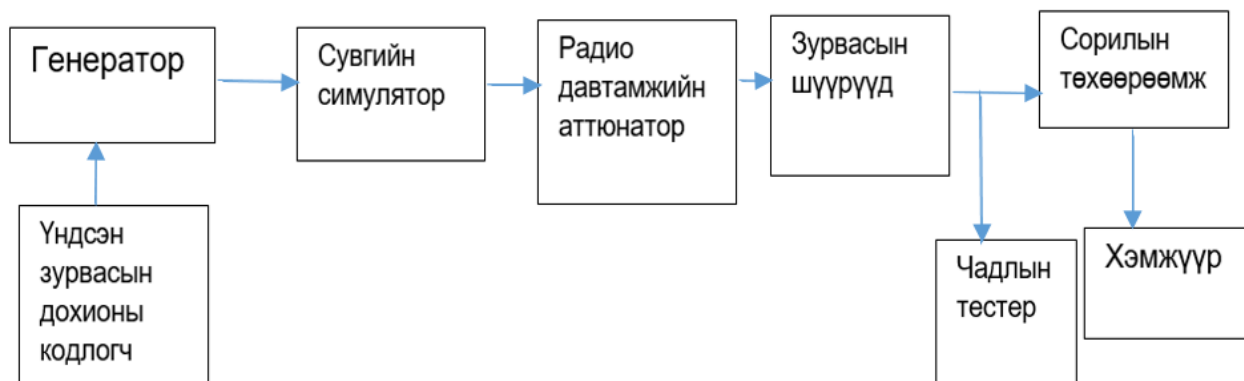 Генератор
Сувгийн
симулятор
Радио
давтамжийн
аттюнатор
Зурвасын
шүүрүүд
Сорилын
төхөөрөөмж
Үндсэн
зурвасын
дохионы
кодлогч
Чадлын
тестер
Хэмжүүр